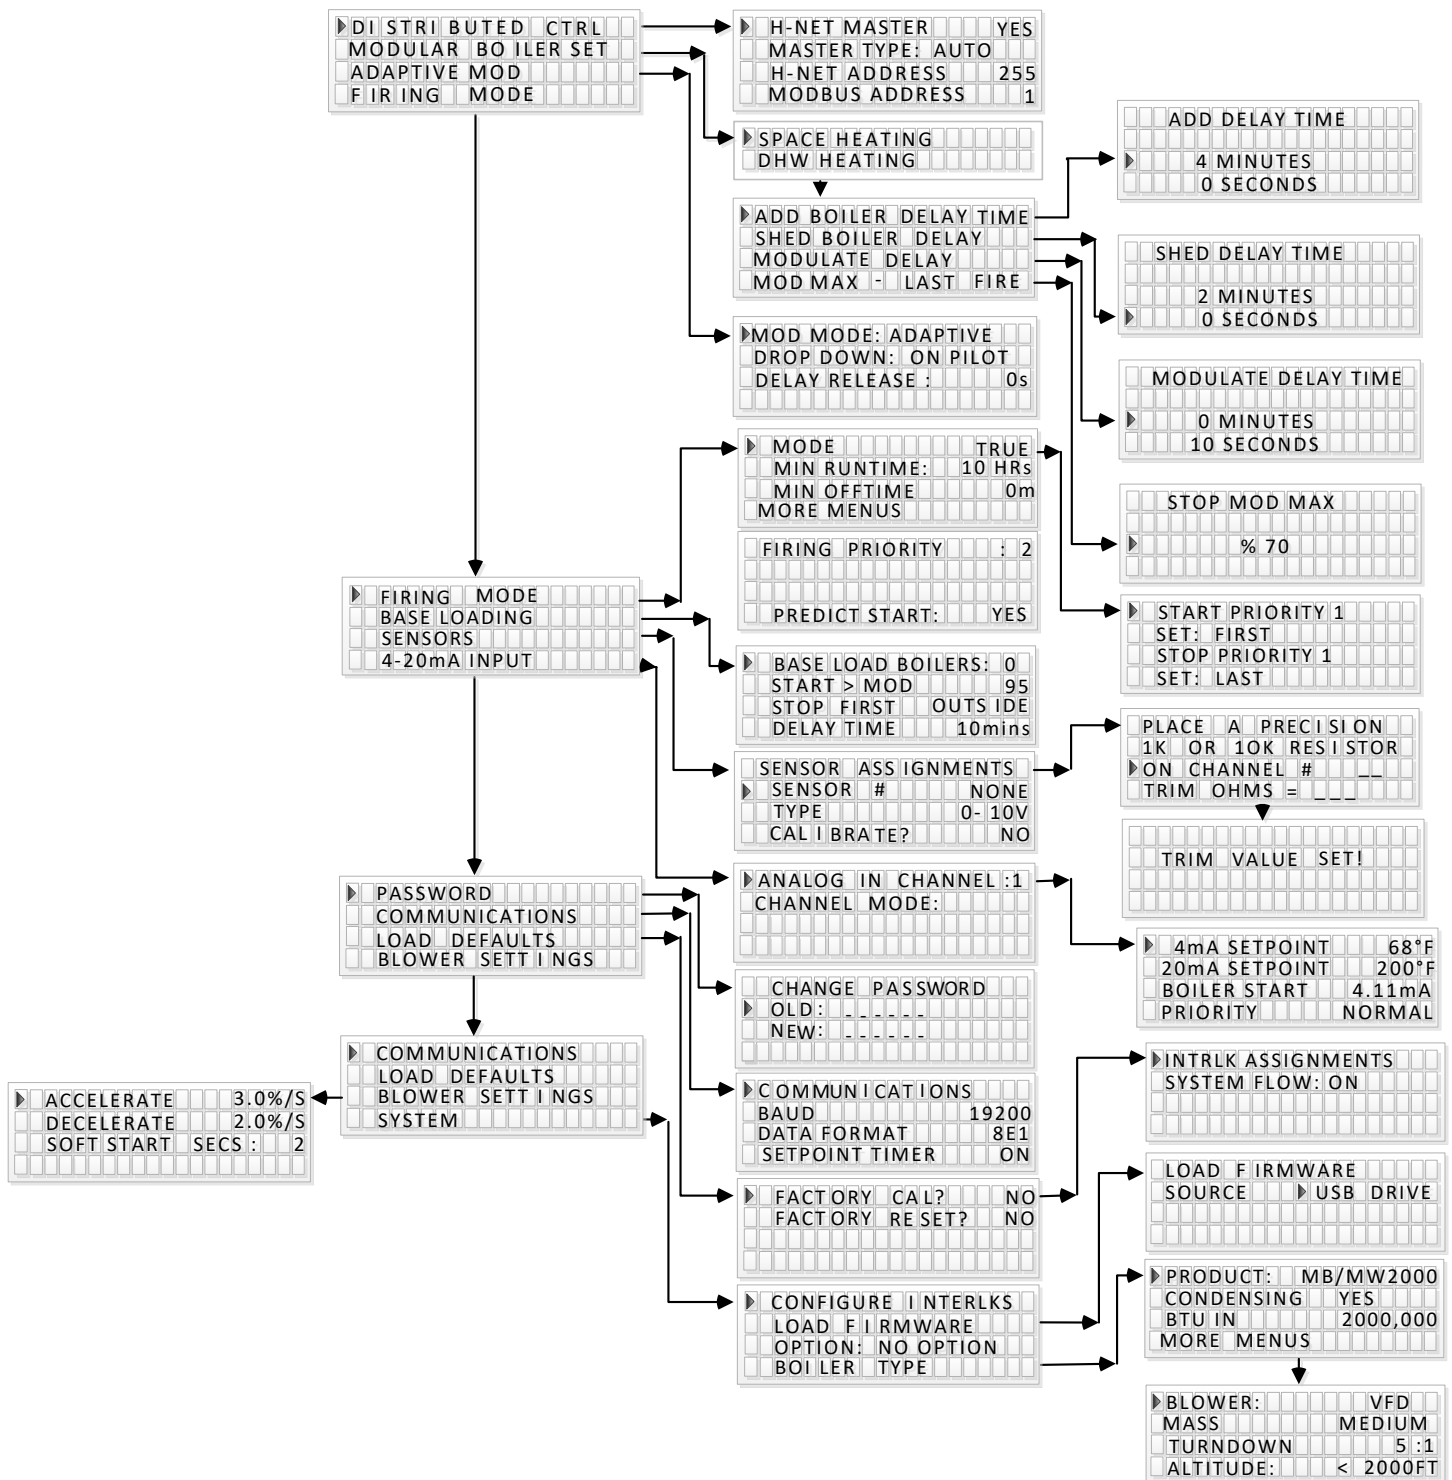 DISTRIBUTED CTRL
MODULAR BOILER SET
ADAPTIVE MOD
FIRING MODE
H-NET MASTER YES
MASTER TYPE: AUTO
H-NET ADDRESS 255
MODBUS ADDRESS 1
SPACE HEATING
DHW HEATING
ADD BOILER DELAY TIME
SHED BOILER DELAY
MODULATE DELAY
MOD MAX - LAST FIRE
ADD DELAY TIME
4 MINUTES
0 SECONDS
SHED DELAY TIME
2 MINUTES
0 SECONDS
MODULATE DELAY TIME
0 MINUTES
10 SECONDS
STOP MOD MAX
% 70
MOD MODE: ADAPTIVE
DROP DOWN: ON PILOT
DELAY RELEASE : 0s
FIRING MODE
BASE LOADING
SENSORS
4-20mA INPUT
MODE TRUE
MIN RUNTIME: 10 HRs
MIN OFFTIME 0m
MORE MENUS
FIRING PRIORITY : 2
PREDICT START: YES
START PRIORITY 1
SET: FIRST
STOP PRIORITY 1
SET: LAST
BASE LOAD BOILERS: 0
START > MOD 95
STOP FIRST OUTSIDE
DELAY TIME 10mins
SENSOR ASSIGNMENTS
SENSOR # NONE
TYPE 0- 10V
CALIBRATE? NO
PLACE A PRECISION
1K OR 10K RESISTOR
ON CHANNEL # __
TRIM OHMS = ___
TRIM VALUE SET!
ANALOG IN CHANNEL :1
CHANNEL MODE:
4mA SETPOINT 68°F
20mA SETPOINT 200°F
BOILER START 4.11mA
PRIORITY NORMAL
PASSWORD
COMMUNICATIONS
LOAD DEFAULTS
BLOWER SETTINGS
CHANGE PASSWORD
OLD: ______
NEW: ______
COMMUNICATIONS
LOAD DEFAULTS
BLOWER SETTINGS
SYSTEM
ACCELERATE 3.0%/S
DECELERATE 2.0%/S
SOFT START SECS : 2
COMMUNICATIONS
BAUD 19200
DATA FORMAT 8E1
SETPOINT TIMER ON
FACTORY CAL? NO
FACTORY RESET? NO
INTRLK ASSIGNMENTS
SYSTEM FLOW: ON
CONFIGURE INTERLKS
LOAD FIRMWARE
OPTION: NO OPTION
BOILER TYPE
LOAD FIRMWARE
SOURCE USB DRIVE
PRODUCT: MB/MW2000
CONDENSING YES
BTU IN 2000,000
MORE MENUS
BLOWER: VFD
MASS MEDIUM
TURNDOWN 5 :1
ALTITUDE: < 2000FT